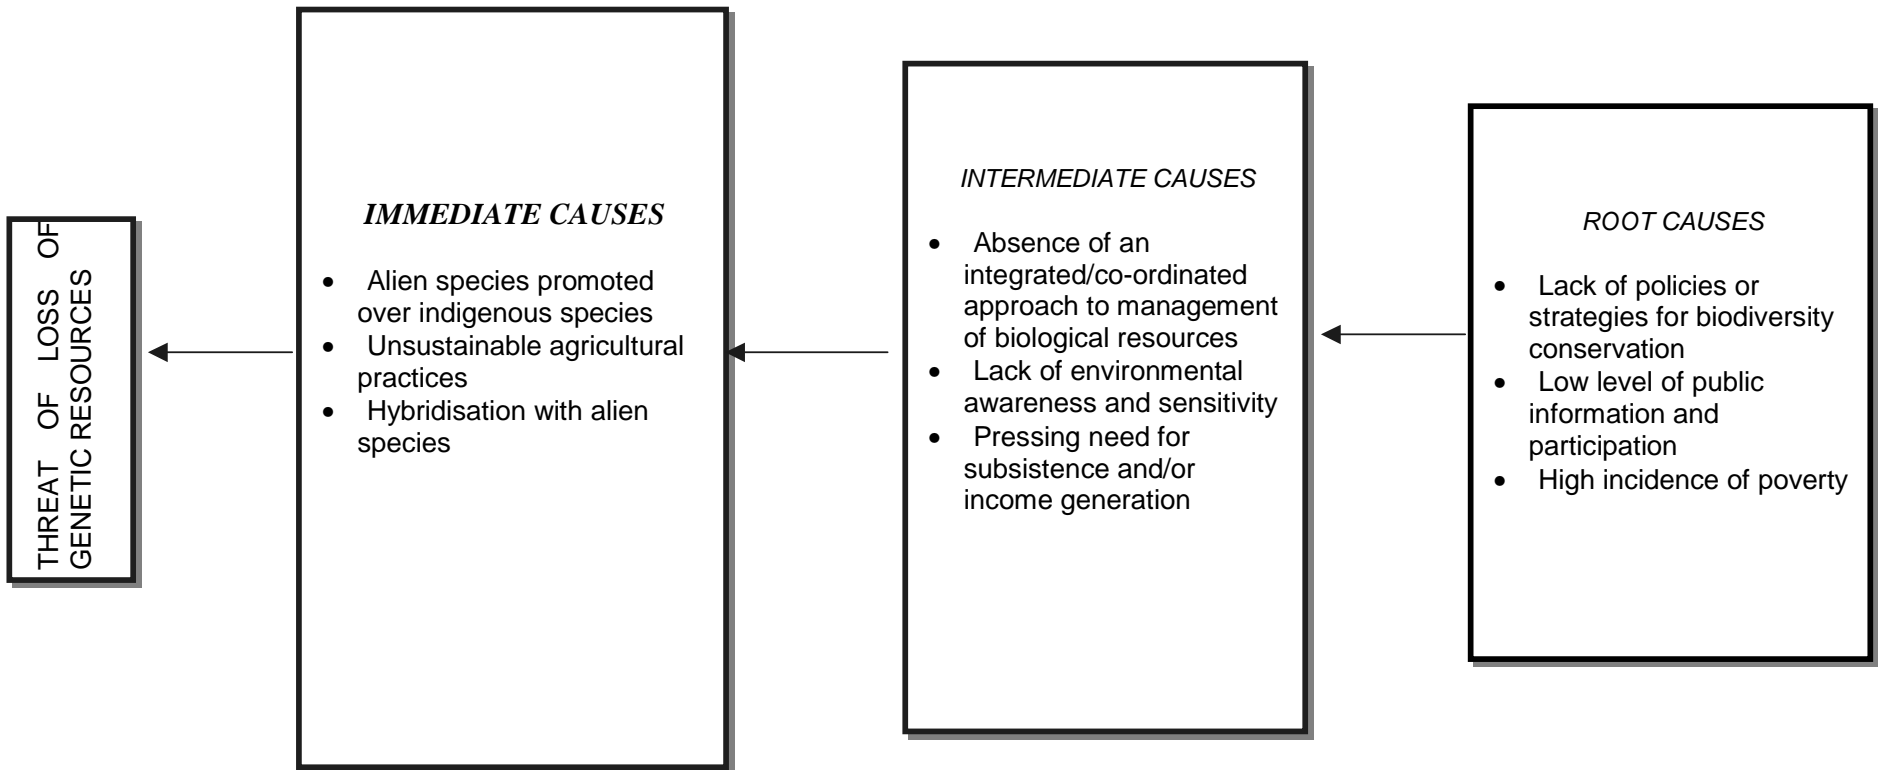 THREAT OF LOSS OF
GENETIC RESOURCES
IMMEDIATE CAUSES
• Alien species promoted
over indigenous species
• Unsustainable agricultural
practices
• Hybridisation with alien
species
INTERMEDIATE CAUSES
• Absence of an
integrated/co-ordinated
approach to management
of biological resources
• Lack of environmental
awareness and sensitivity
• Pressing need for
subsistence and/or
income generation
ROOT CAUSES
• Lack of policies or
strategies for biodiversity
conservation
• Low level of public
information and
participation
• High incidence of poverty